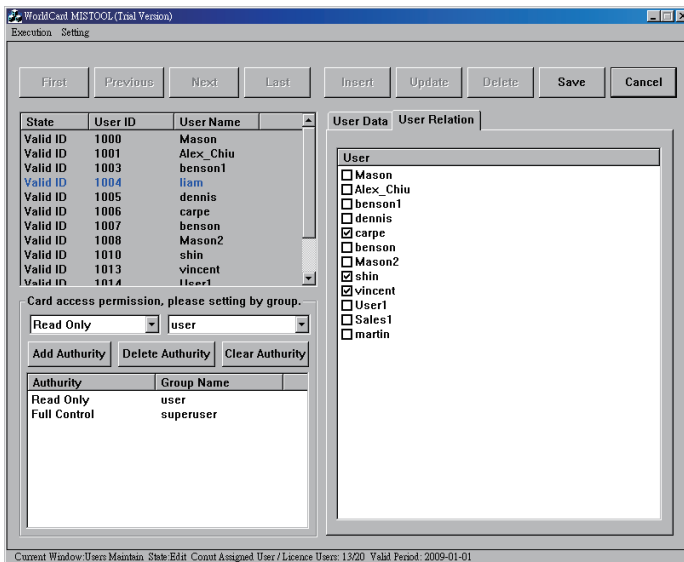 WorldCard MISTOOL (Trial Version)
Execution Setting
First Previous Next Last Insert Update Delete Save Cancel
State User ID User Name
Valid ID 1000 Mason
Valid ID 1001 Alex_Chiu
Valid ID 1003 benson1
Valid ID 1004 liam
Valid ID 1005 dennis
Valid ID 1006 carpe
Valid ID 1007 benson
Valid ID 1008 Mason2
Valid ID 1010 shin
Valid ID 1013 vincent
Valid ID 1014 User1
Card access permission, please setting by group.
Read Only user
Add Authurity Delete Authurity Clear Authurity
Authurity Group Name
Read Only user
Full Control superuser
User Data User Relation
User
Mason
Alex_Chiu
benson1
dennis
carpe
benson
Mason2
shin
vincent
User1
Sales1
martin
Current Window:Users Maintain State:Edit Conut Assigned User / Licence Users: 13/20 Valid Period: 2009-01-01